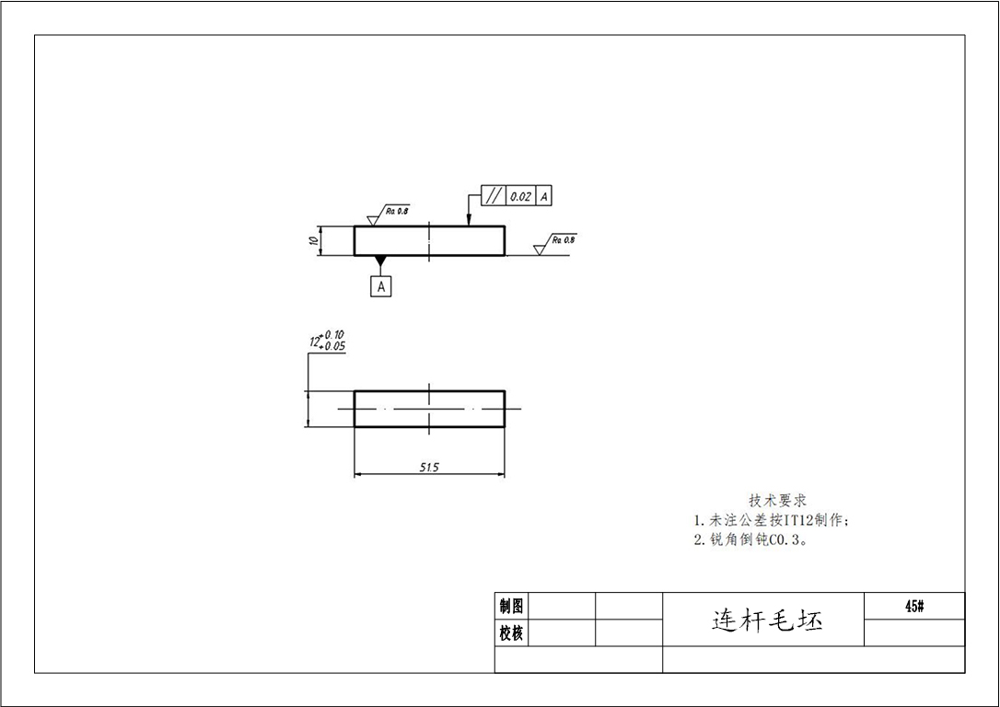 // 0.02 A
Ra 0.8
Ra 0.8
10
A
12 +0.10
+0.05
51.5
技术要求
1.未注公差按IT12制作；
2.锐角倒钝C0.3。
制图
连杆毛坯
45#
校核